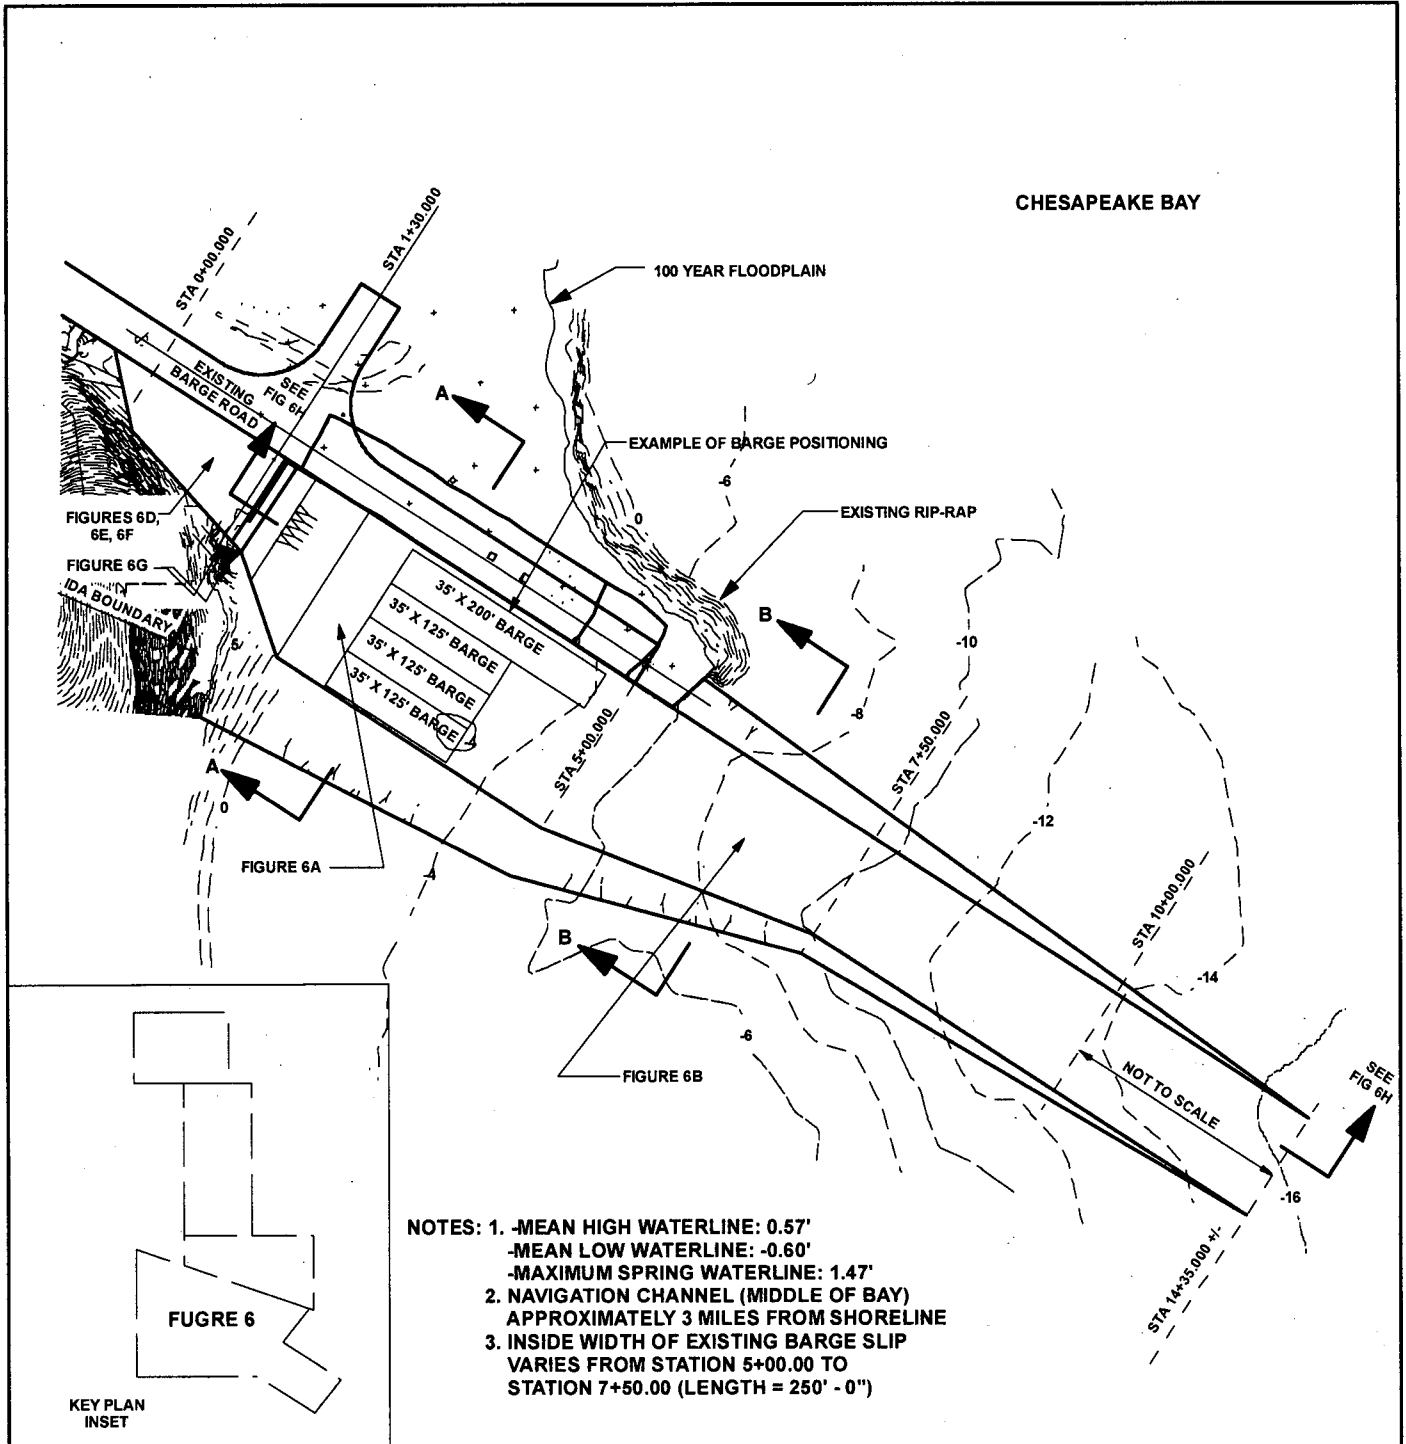 CHESAPEAKE BAY
STA 0+00.000
STA 1+30.000
100 YEAR FLOODPLAIN
EXISTING
BARGE ROAD
SEE
FIG 6H
A
EXAMPLE OF BARGE POSITIONING
-6
0
EXISTING RIP-RAP
FIGURES 6D,
6E, 6F
FIGURE 6G
IDA BOUNDARY
5
35' X 200' BARGE
35' X 125' BARGE
35' X 125' BARGE
35' X 125' BARGE
B
-10
-8
STA 5+00.000
STA 7+50.000
A
0
-12
FIGURE 6A
STA 10+00.000
B
-14
-6
FIGURE 6B
NOT TO SCALE
SEE
FIG 6H
-16
STA 14+35.000 +/-
NOTES: 1. -MEAN HIGH WATERLINE: 0.57'
-MEAN LOW WATERLINE: -0.60'
-MAXIMUM SPRING WATERLINE: 1.47'
2. NAVIGATION CHANNEL (MIDDLE OF BAY)
APPROXIMATELY 3 MILES FROM SHORELINE
3. INSIDE WIDTH OF EXISTING BARGE SLIP
VARIES FROM STATION 5+00.00 TO
STATION 7+50.00 (LENGTH = 250' - 0")
FUGRE 6
KEY PLAN
INSET